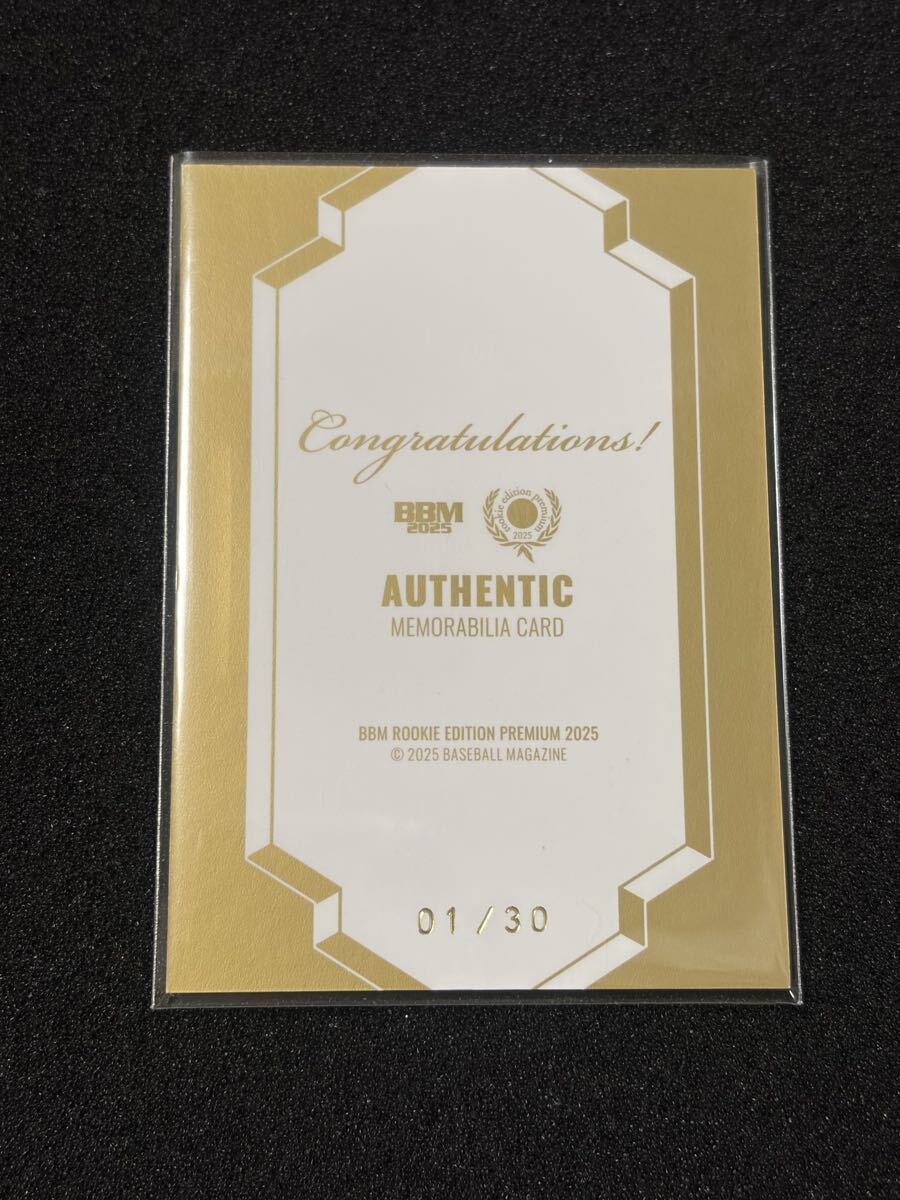 Congratulations!
BBM
2025
rookie edition premium
2025
AUTHENTIC
MEMORABILIA CARD
BBM ROOKIE EDITION PREMIUM 2025
© 2025 BASEBALL MAGAZINE
01/30